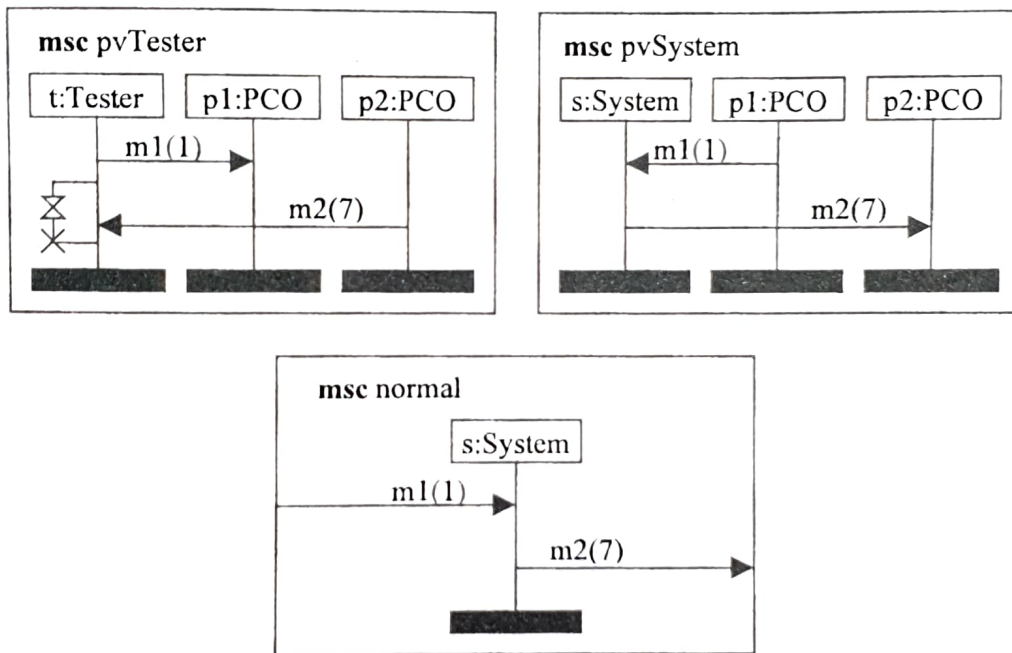 msc pvTester
t:Tester p1:PCO p2:PCO
m1(1)
m2(7)
msc pvSystem
s:System p1:PCO p2:PCO
m1(1)
m2(7)
msc normal
s:System
m1(1)
m2(7)